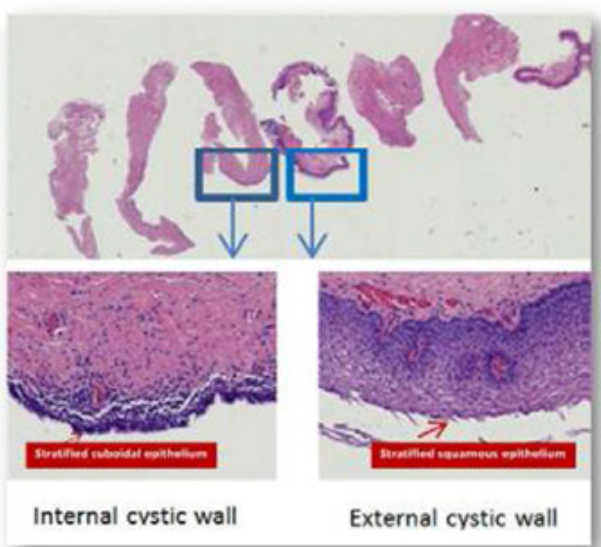 Stratified cuboidal epithelium
Stratified squamous epithelium
Internal cystic wall
External cystic wall